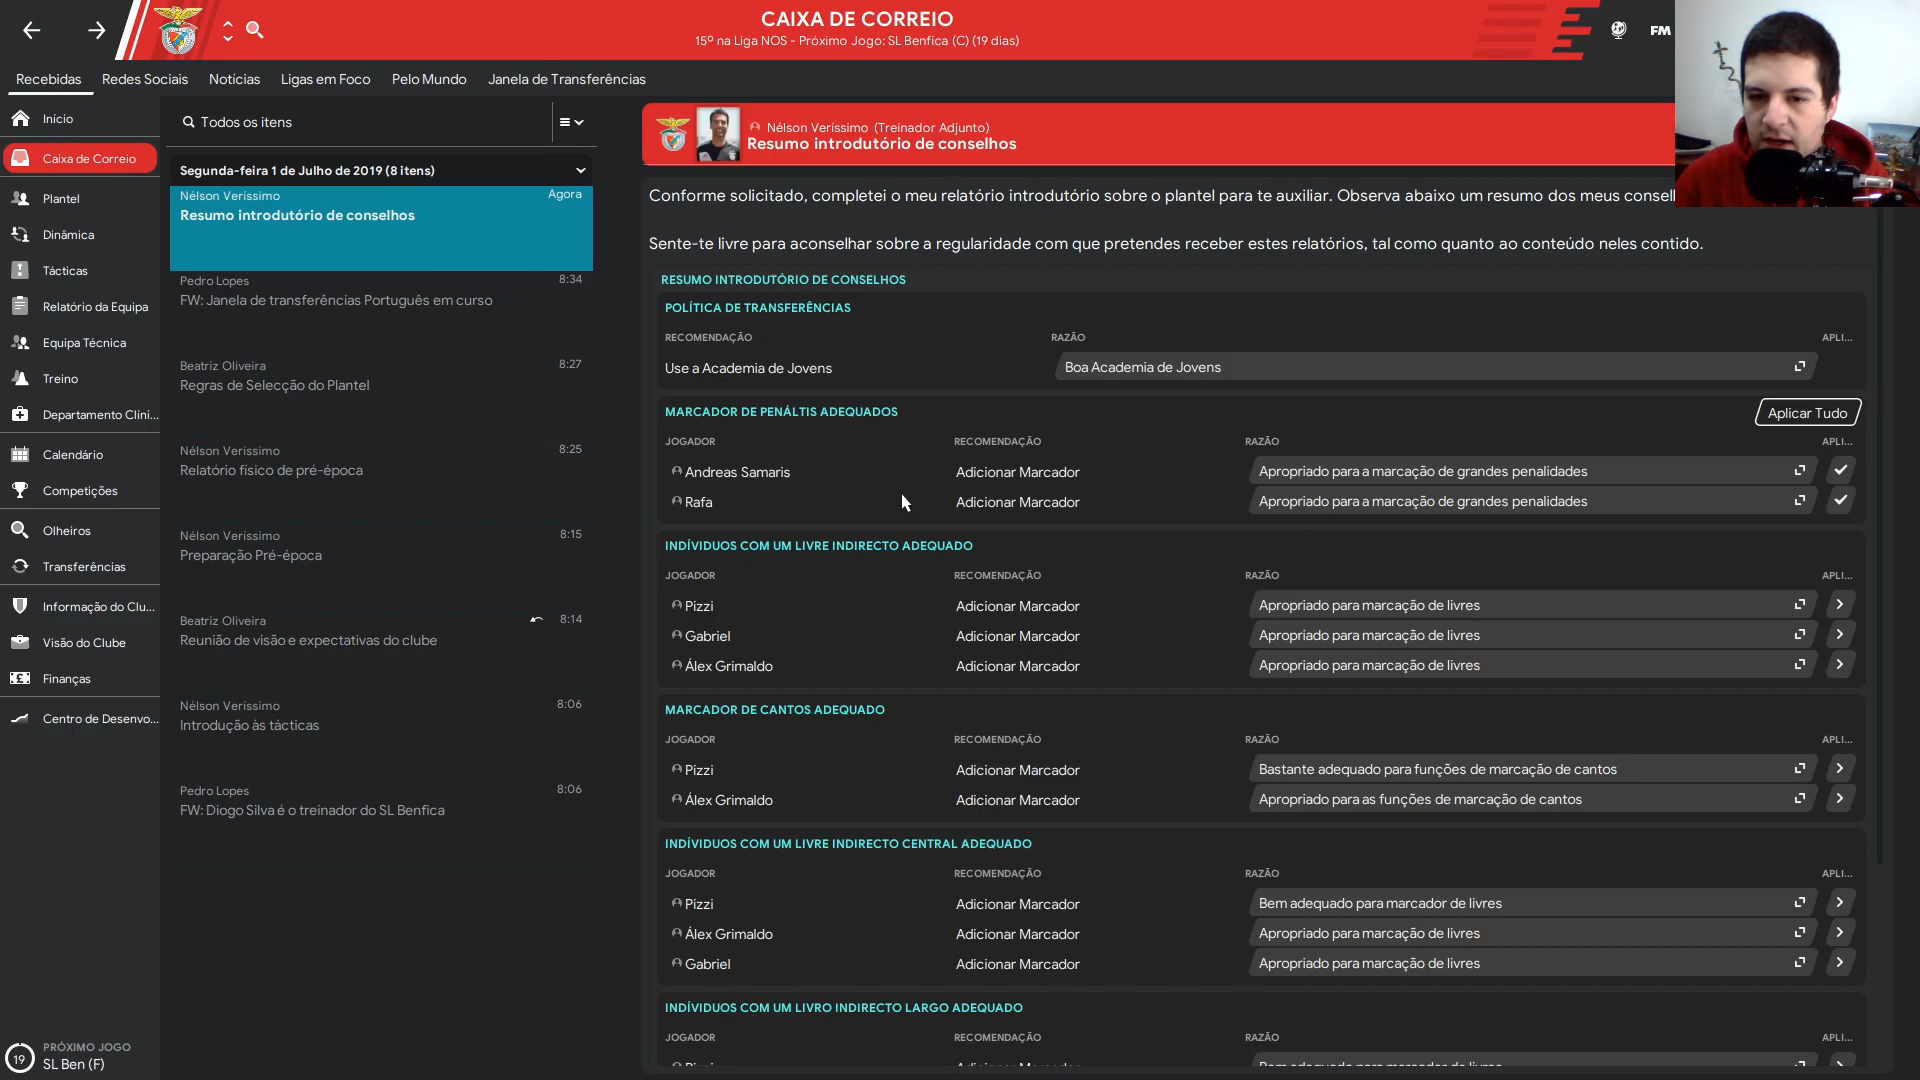 CAIXA DE CORREIO
15º na Liga NOS - Próximo Jogo: SL Benfica (C) (19 dias)
FM
Recebidas
Redes Sociais
Notícias
Ligas em Foco
Pelo Mundo
Janela de Transferências
Início
Caixa de Correio
Plantel
Dinâmica
Tácticas
Relatório da Equipa
Equipa Técnica
Treino
Departamento Clíni...
Calendário
Competições
Olheiros
Transferências
Informação do Clu...
Visão do Clube
Finanças
Centro de Desenvo...
19
PRÓXIMO JOGO
SL Ben (F)
Todos os itens
Segunda-feira 1 de Julho de 2019 (8 itens)
Nélson Veríssimo Agora
Resumo introdutório de conselhos
Pedro Lopes 8:34
FW: Janela de transferências Português em curso
Beatriz Oliveira 8:27
Regras de Selecção do Plantel
Nélson Veríssimo 8:25
Relatório físico de pré-época
Nélson Veríssimo 8:15
Preparação Pré-época
Beatriz Oliveira 8:14
Reunião de visão e expectativas do clube
Nélson Veríssimo 8:06
Introdução às tácticas
Pedro Lopes 8:06
FW: Diogo Silva é o treinador do SL Benfica
Nélson Veríssimo (Treinador Adjunto)
Resumo introdutório de conselhos
Conforme solicitado, completei o meu relatório introdutório sobre o plantel para te auxiliar. Observa abaixo um resumo dos meus
Sente-te livre para aconselhar sobre a regularidade com que pretendes receber estes relatórios, tal como quanto ao conteúdo neles contido.
RESUMO INTRODUTÓRIO DE CONSELHOS
POLÍTICA DE TRANSFERÊNCIAS
RECOMENDAÇÃO RAZÃO APLI...
Use a Academia de Jovens Boa Academia de Jovens
MARCADOR DE PENÁLTIS ADEQUADOS Aplicar Tudo
JOGADOR RECOMENDAÇÃO RAZÃO APLI...
Andreas Samaris Adicionar Marcador Apropriado para a marcação de grandes penalidades
Rafa Adicionar Marcador Apropriado para a marcação de grandes penalidades
INDÍVIDUOS COM UM LIVRE INDIRECTO ADEQUADO
JOGADOR RECOMENDAÇÃO RAZÃO APLI...
Pizzi Adicionar Marcador Apropriado para marcação de livres
Gabriel Adicionar Marcador Apropriado para marcação de livres
Álex Grimaldo Adicionar Marcador Apropriado para marcação de livres
MARCADOR DE CANTOS ADEQUADO
JOGADOR RECOMENDAÇÃO RAZÃO APLI...
Pizzi Adicionar Marcador Bastante adequado para funções de marcação de cantos
Álex Grimaldo Adicionar Marcador Apropriado para as funções de marcação de cantos
INDÍVIDUOS COM UM LIVRE INDIRECTO CENTRAL ADEQUADO
JOGADOR RECOMENDAÇÃO RAZÃO APLI...
Pizzi Adicionar Marcador Bem adequado para marcador de livres
Álex Grimaldo Adicionar Marcador Apropriado para marcação de livres
Gabriel Adicionar Marcador Apropriado para marcação de livres
INDÍVIDUOS COM UM LIVRO INDIRECTO LARGO ADEQUADO
JOGADOR RECOMENDAÇÃO RAZÃO APLI...